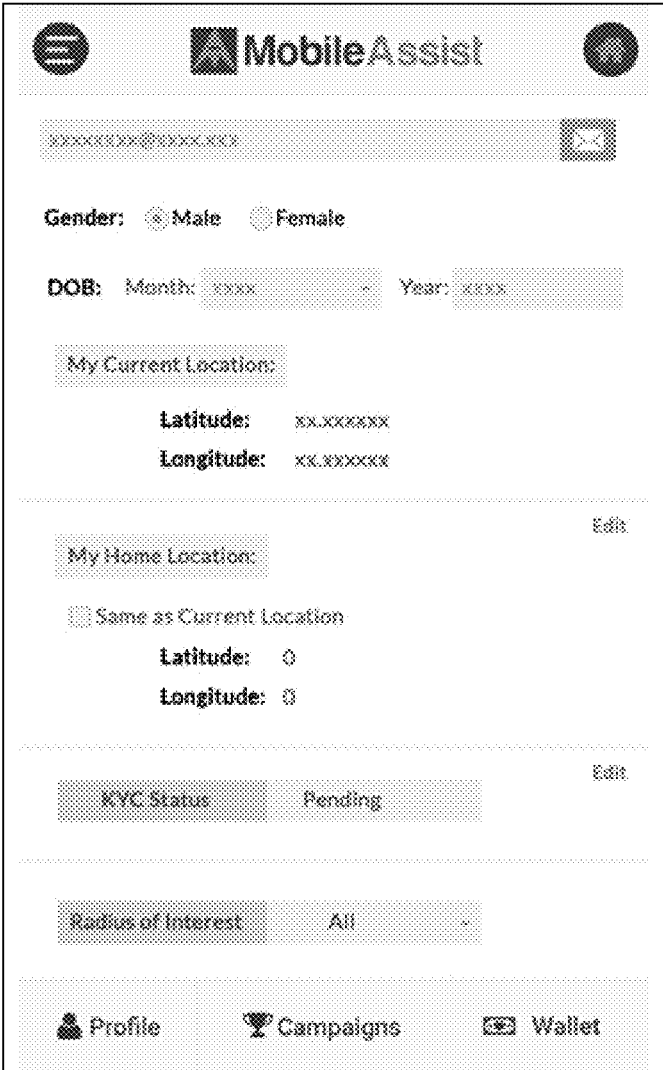 MobileAssist
xxxxxxxx@xxxx.xxx
Gender: Male Female
DOB: Month: xxxx Year: xxxx
My Current Location:
Latitude: xx.xxxxxx
Longitude: xx.xxxxxx
Edit
My Home Location:
Same as Current Location
Latitude: 0
Longitude: 0
Edit
KYC Status Pending
Radius of Interest All
Profile Campaigns Wallet